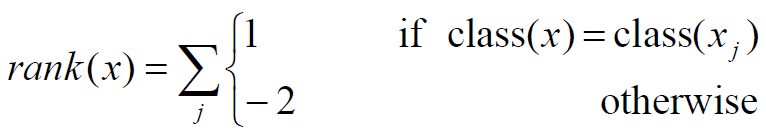 rank(x) = ∑_j { 1 if class(x) = class(x_j)
−2 otherwise